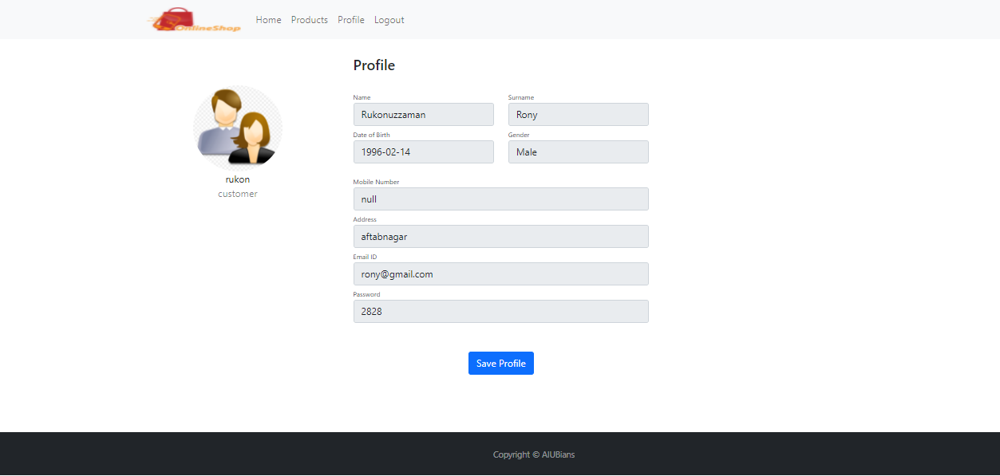 OnlineShop
Home Products Profile Logout
Profile
rukon
customer
Name Surname
Rukonuzzaman Rony
Date of Birth Gender
1996-02-14 Male
Mobile Number
null
Address
aftabnagar
Email ID
rony@gmail.com
Password
2828
Save Profile
Copyright © AIUBians